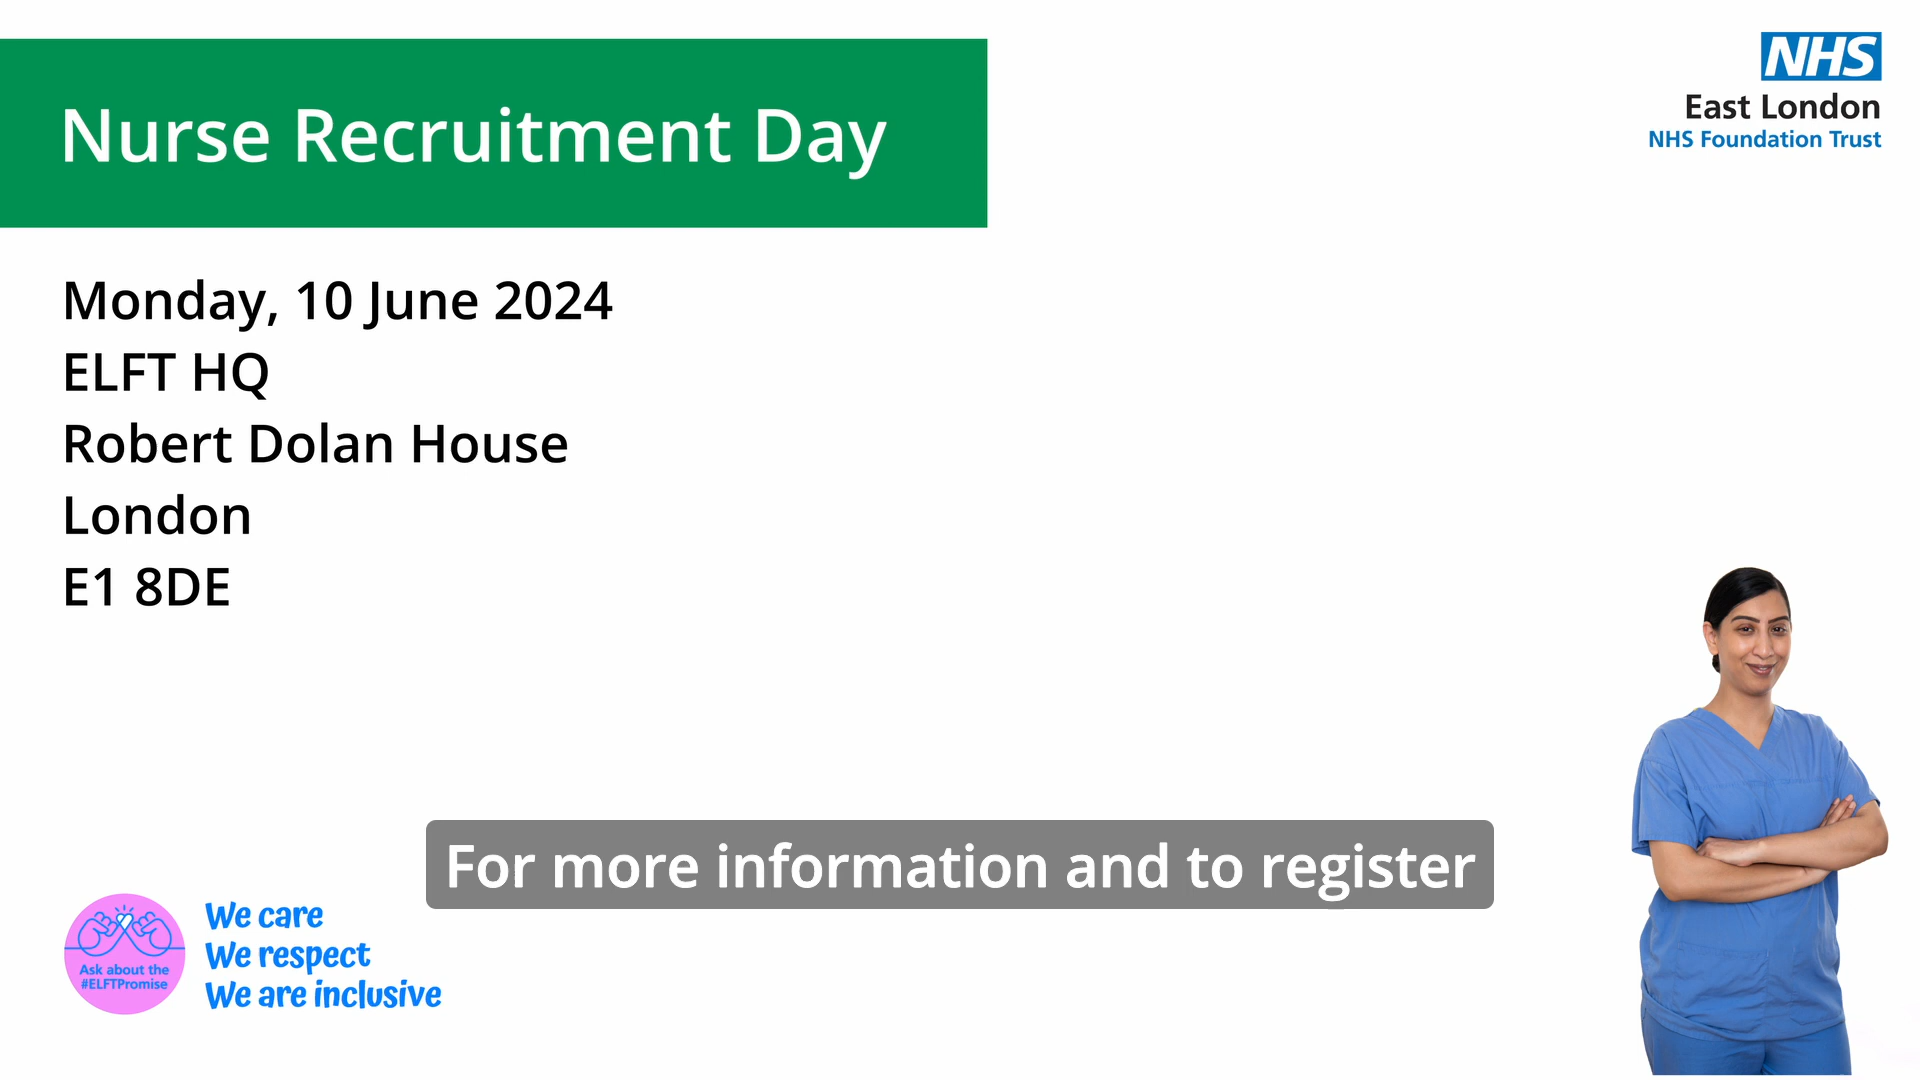 Nurse Recruitment Day
NHS
East London
NHS Foundation Trust
Monday, 10 June 2024
ELFT HQ
Robert Dolan House
London
E1 8DE
For more information and to register
Ask about the
#ELFTPromise
We care
We respect
We are inclusive